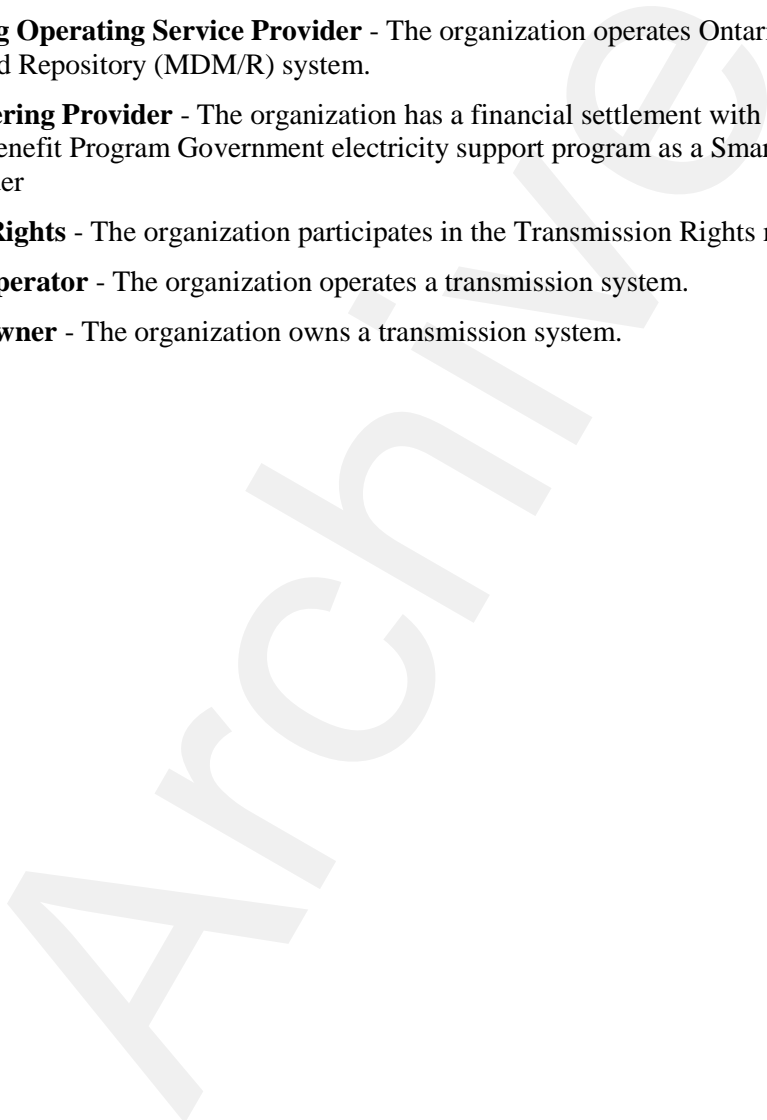 g Operating Service Provider - The organization operates Ontar
d Repository (MDM/R) system.
ering Provider - The organization has a financial settlement with
enefit Program Government electricity support program as a Smar
er
Rights - The organization participates in the Transmission Rights
perator - The organization operates a transmission system.
wner - The organization owns a transmission system.
Archive